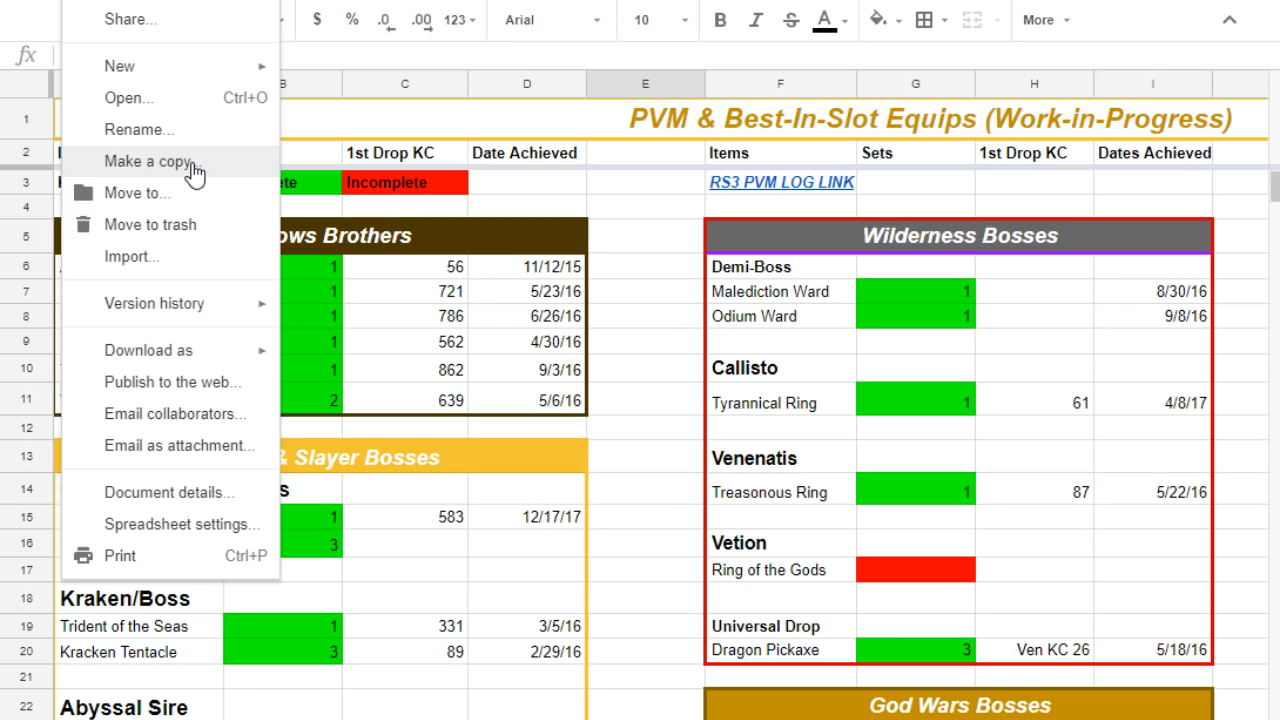 Share...
$ % .0 .00 123 Arial 10 B I S A More
fx
New
Open... Ctrl+O
Rename...
Make a copy...
Move to...
Move to trash
Import...
Version history
Download as
Publish to the web...
Email collaborators...
Email as attachment...
Document details...
Spreadsheet settings...
Print Ctrl+P
B C D E F G H I
1 PVM & Best-In-Slot Equips (Work-in-Progress)
2 1st Drop KC Date Achieved Items Sets 1st Drop KC Dates Achieved
3 ete Incomplete RS3 PVM LOG LINK
4
5 ows Brothers Wilderness Bosses
6 1 56 11/12/15 Demi-Boss
7 1 721 5/23/16 Malediction Ward 1 8/30/16
8 1 786 6/26/16 Odium Ward 1 9/8/16
9 1 562 4/30/16
10 1 862 9/3/16 Callisto
11 2 639 5/6/16 Tyrannical Ring 1 61 4/8/17
12
13 & Slayer Bosses Venenatis
14 s
15 1 583 12/17/17 Treasonous Ring 1 87 5/22/16
16 3 Vetion
17 Ring of the Gods
18 Kraken/Boss
19 Trident of the Seas 1 331 3/5/16 Universal Drop
20 Kracken Tentacle 3 89 2/29/16 Dragon Pickaxe 3 Ven KC 26 5/18/16
21
22 Abyssal Sire God Wars Bosses